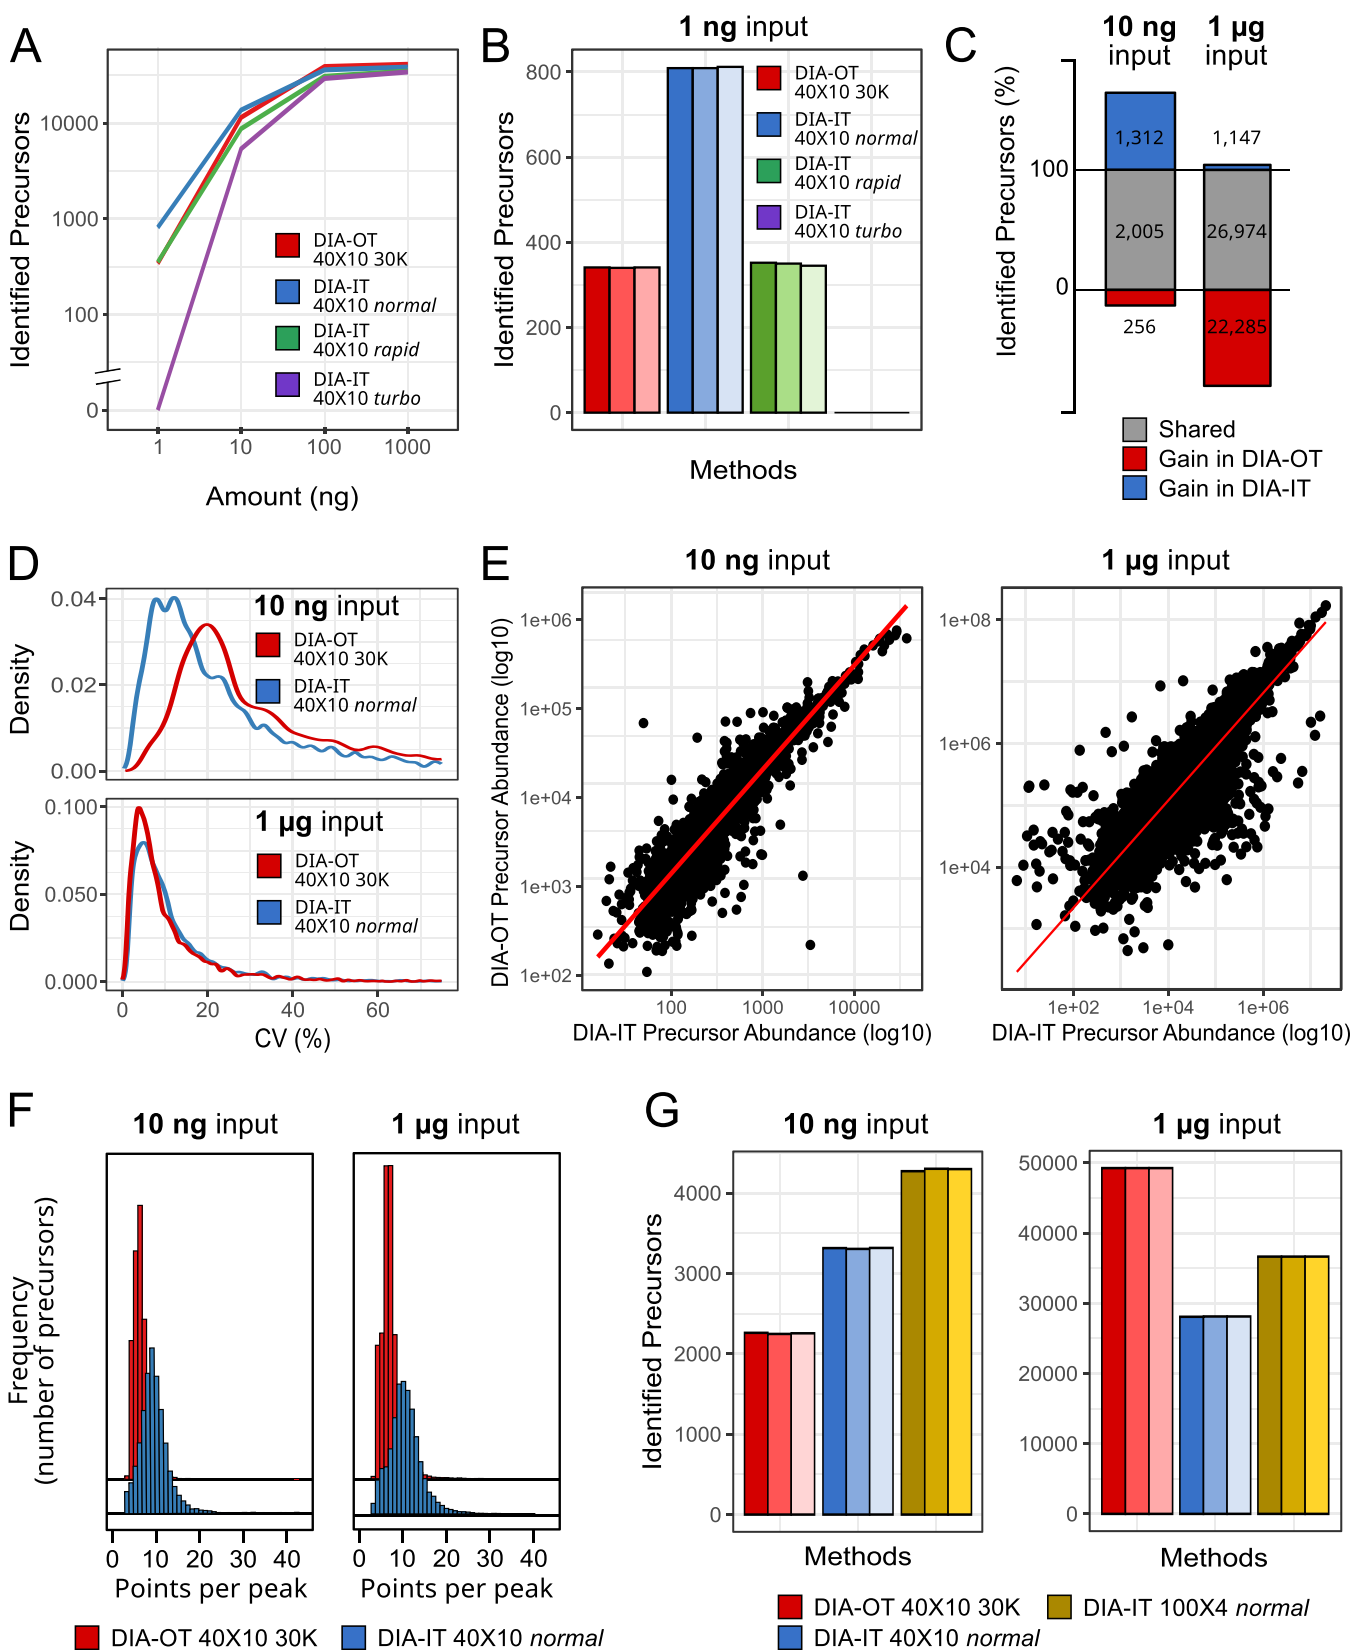 A
Identified Precursors
10000
1000
100
0
1 10 100 1000
Amount (ng)
DIA-OT
40X10 30K
DIA-IT
40X10 normal
DIA-IT
40X10 rapid
DIA-IT
40X10 turbo
B
1 ng input
Identified Precursors
800
600
400
200
0
Methods
DIA-OT
40X10 30K
DIA-IT
40X10 normal
DIA-IT
40X10 rapid
DIA-IT
40X10 turbo
C
10 ng
input
1 µg
input
Identified Precursors (%)
100
0
1,312
1,147
2,005
26,974
256
22,285
Shared
Gain in DIA-OT
Gain in DIA-IT
D
10 ng input
Density
0.04
0.02
0.00
DIA-OT
40X10 30K
DIA-IT
40X10 normal
1 µg input
Density
0.100
0.050
0.000
DIA-OT
40X10 30K
DIA-IT
40X10 normal
0 20 40 60
CV (%)
E
10 ng input
DIA-OT Precursor Abundance (log10)
1e+06
1e+05
1e+04
1e+03
1e+02
100 1000 10000
DIA-IT Precursor Abundance (log10)
1 µg input
1e+08
1e+06
1e+04
1e+02 1e+04 1e+06
DIA-IT Precursor Abundance (log10)
F
10 ng input
1 µg input
Frequency
(number of precursors)
0 10 20 30 40
Points per peak
0 10 20 30 40
Points per peak
DIA-OT 40X10 30K
DIA-IT 40X10 normal
G
10 ng input
Identified Precursors
4000
3000
2000
1000
0
Methods
1 µg input
50000
40000
30000
20000
10000
0
Methods
DIA-OT 40X10 30K
DIA-IT 100X4 normal
DIA-IT 40X10 normal